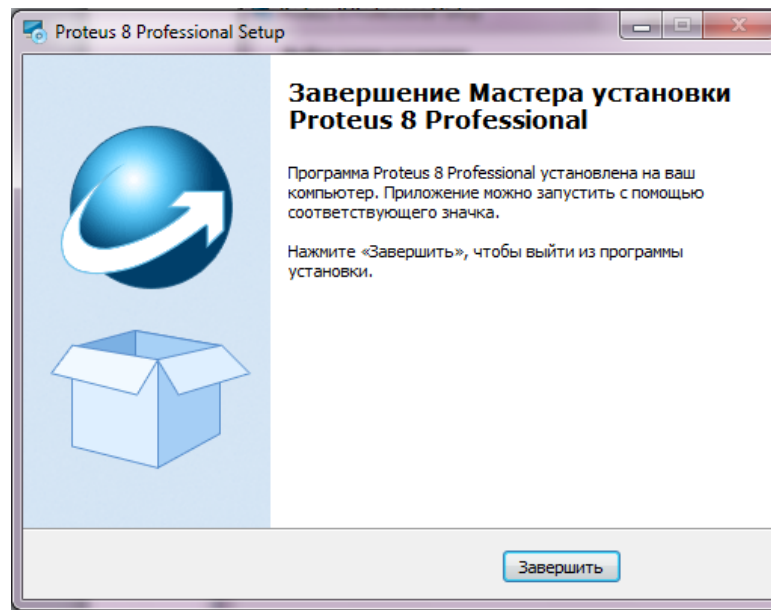 Proteus 8 Professional Setup
Завершение Мастера установки
Proteus 8 Professional
Программа Proteus 8 Professional установлена на ваш
компьютер. Приложение можно запустить с помощью
соответствующего значка.
Нажмите «Завершить», чтобы выйти из программы
установки.
Завершить